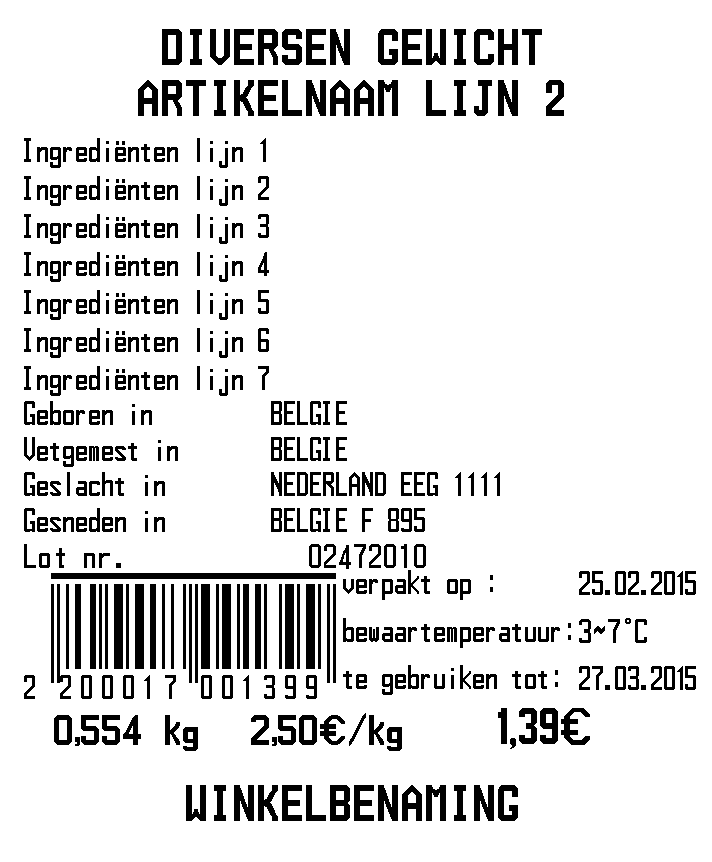 DIVERSEN GEWICHT
ARTIKELNAAM LIJN 2
Ingrediënten lijn 1
Ingrediënten lijn 2
Ingrediënten lijn 3
Ingrediënten lijn 4
Ingrediënten lijn 5
Ingrediënten lijn 6
Ingrediënten lijn 7
Geboren in BELGIE
Vetgemest in BELGIE
Geslacht in NEDERLAND EEG 1111
Gesneden in BELGIE F 895
Lot nr. 02472010
verpakt op : 25.02.2015
bewaartemperatuur:3~7°C
te gebruiken tot: 27.03.2015
2 200017 001399
0,554 kg 2,50€/kg 1,39€
WINKELBENAMING